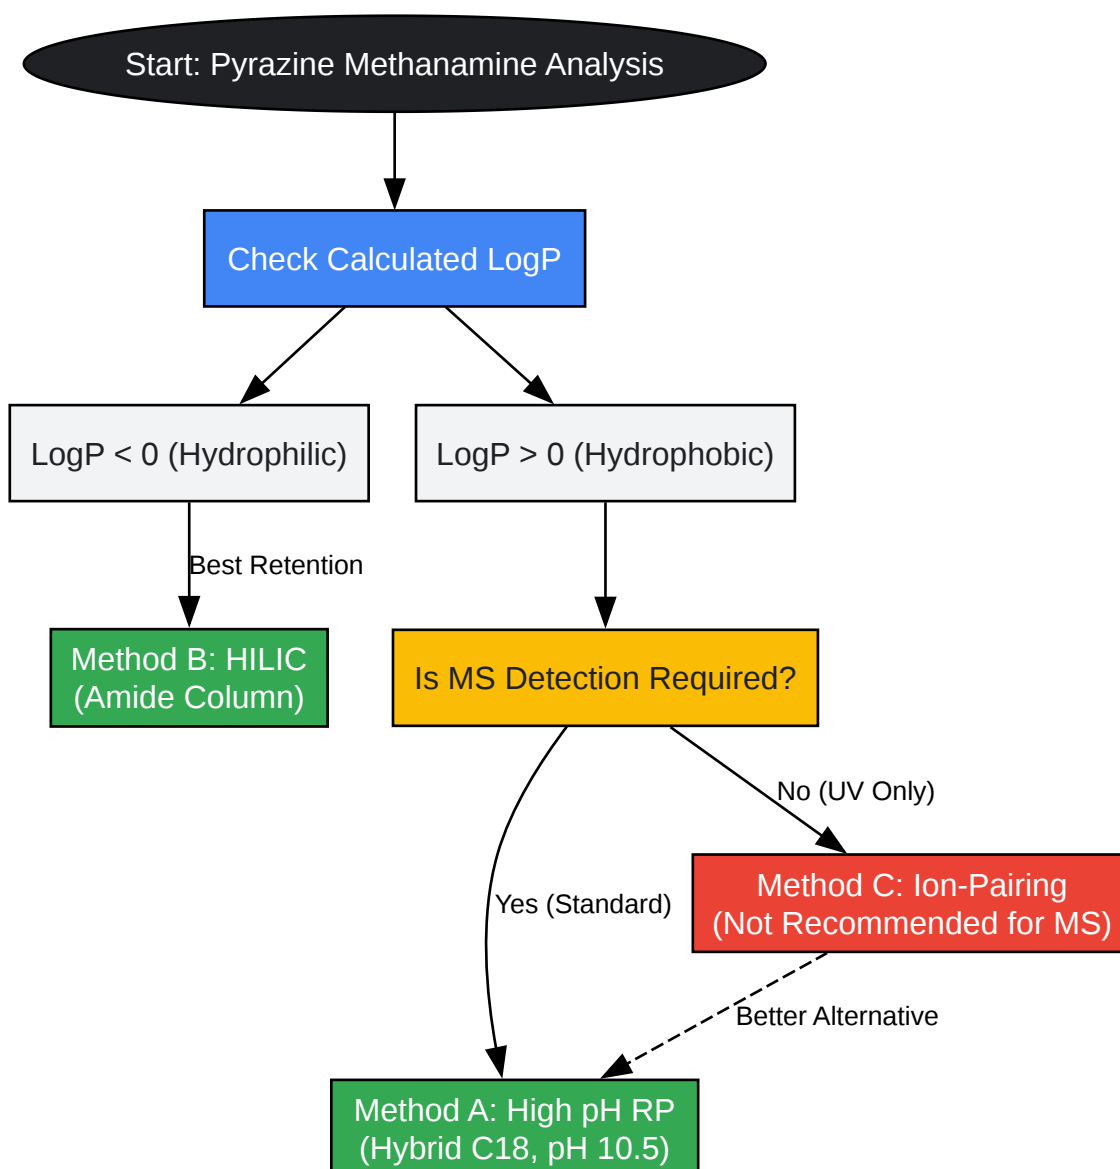 Start: Pyrazine Methanamine Analysis
Check Calculated LogP
LogP < 0 (Hydrophilic)
LogP > 0 (Hydrophobic)
Best Retention
Method B: HILIC
(Amide Column)
Is MS Detection Required?
No (UV Only)
Yes (Standard)
Method C: Ion-Pairing
(Not Recommended for MS)
Better Alternative
Method A: High pH RP
(Hybrid C18, pH 10.5)